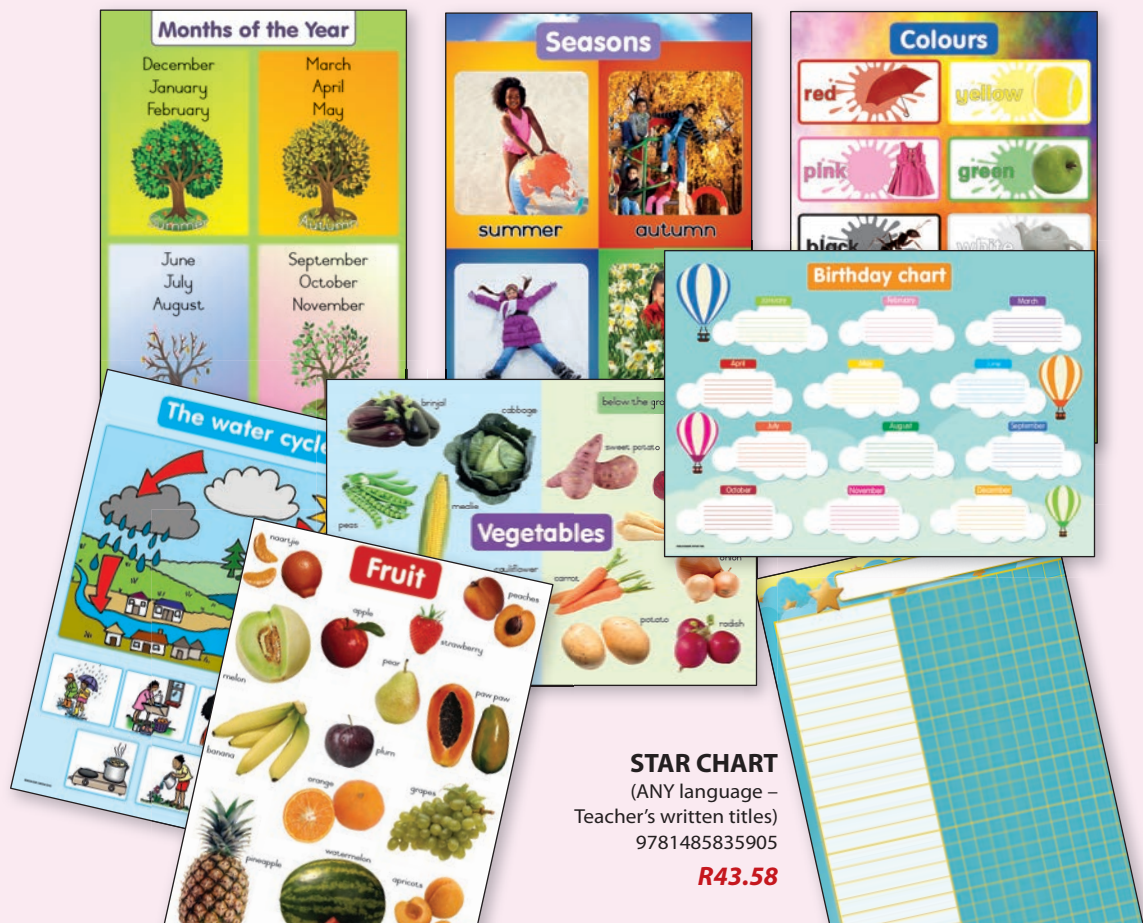 Months of the Year
December
January
February
Summer
March
April
May
Autumn
June
July
August
September
October
November
Seasons
summer
autumn
Colours
red
yellow
pink
green
black
white
Birthday chart
January
February
March
April
May
June
July
August
September
October
November
December
The water cycle
brinjal
cabbage
peas
mealie
cauliflower
Vegetables
below the gro
sweet potato
carrot
onion
potato
radish
Fruit
naartjie
peaches
apple
strawberry
melon
pear
paw paw
banana
plum
orange
grapes
pineapple
watermelon
apricots
STAR CHART
(ANY language –
Teacher's written titles)
9781485835905
R43.58